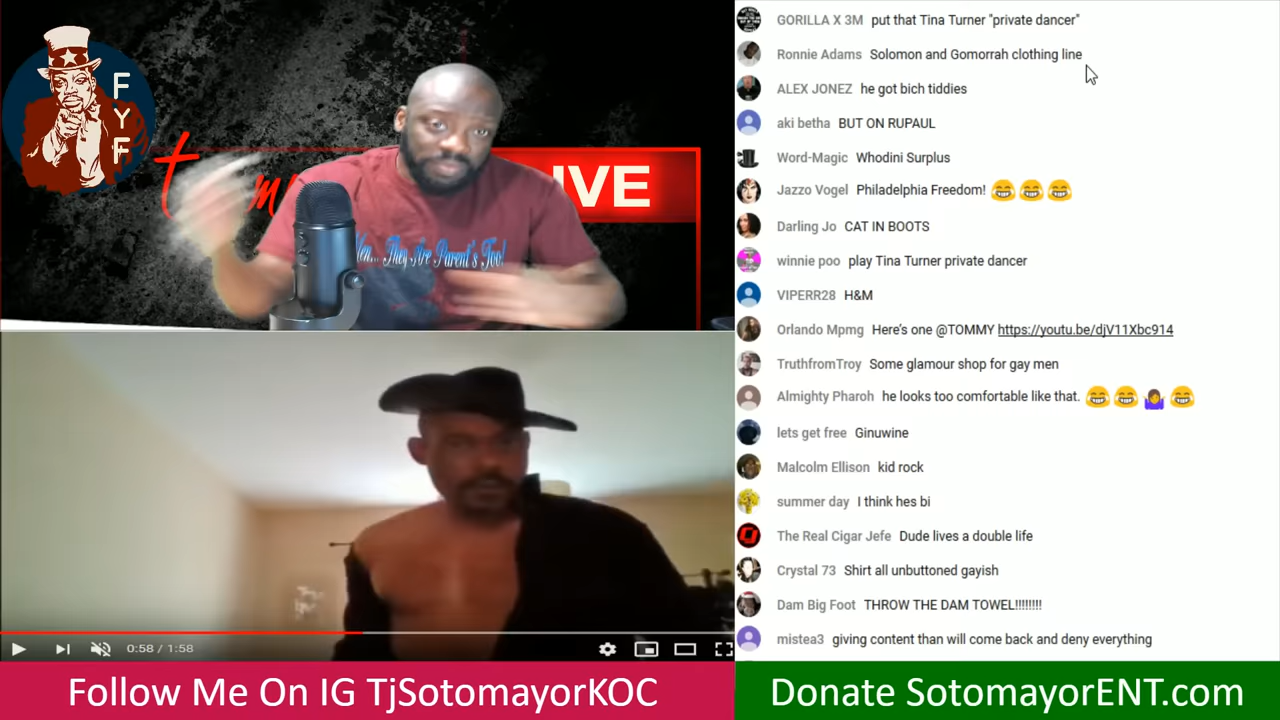 F
Y
F
IVE
Men... They Are Parent's Too!
0:58 / 1:58
Follow Me On IG TjSotomayorKOC
GORILLA X 3M put that Tina Turner "private dancer"
Ronnie Adams Solomon and Gomorrah clothing line
ALEX JONEZ he got bich tiddies
aki betha BUT ON RUPAUL
Word-Magic Whodini Surplus
Jazzo Vogel Philadelphia Freedom! 😂 😂 😂
Darling Jo CAT IN BOOTS
winnie poo play Tina Turner private dancer
VIPERR28 H&M
Orlando Mpmg Here's one @TOMMY https://youtu.be/djV11Xbc914
TruthfromTroy Some glamour shop for gay men
Almighty Pharoh he looks too comfortable like that. 😂 😂 🤷‍♀️ 😂
lets get free Ginuwine
Malcolm Ellison kid rock
summer day I think hes bi
The Real Cigar Jefe Dude lives a double life
Crystal 73 Shirt all unbuttoned gayish
Dam Big Foot THROW THE DAM TOWEL!!!!!!!!
mistea3 giving content than will come back and deny everything
Donate SotomayorENT.com